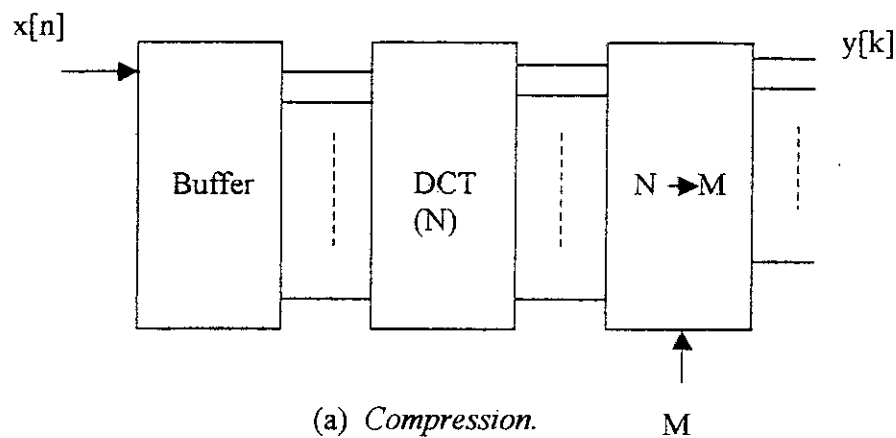 x[n]
y[k]
Buffer
DCT
(N)
N → M
(a) Compression.
M